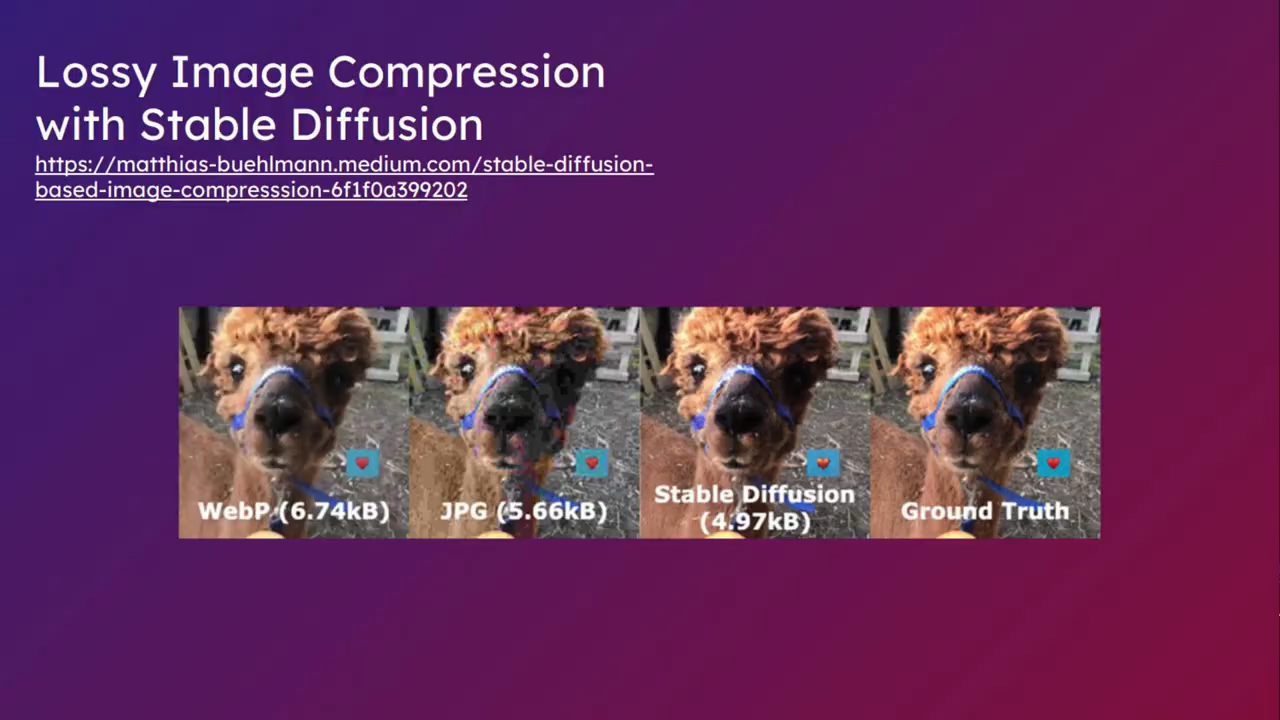 Lossy Image Compression
with Stable Diffusion
https://matthias-buehlmann.medium.com/stable-diffusion-
based-image-compresssion-6f1f0a399202
WebP (6.74kB)
JPG (5.66kB)
Stable Diffusion
(4.97kB)
Ground Truth